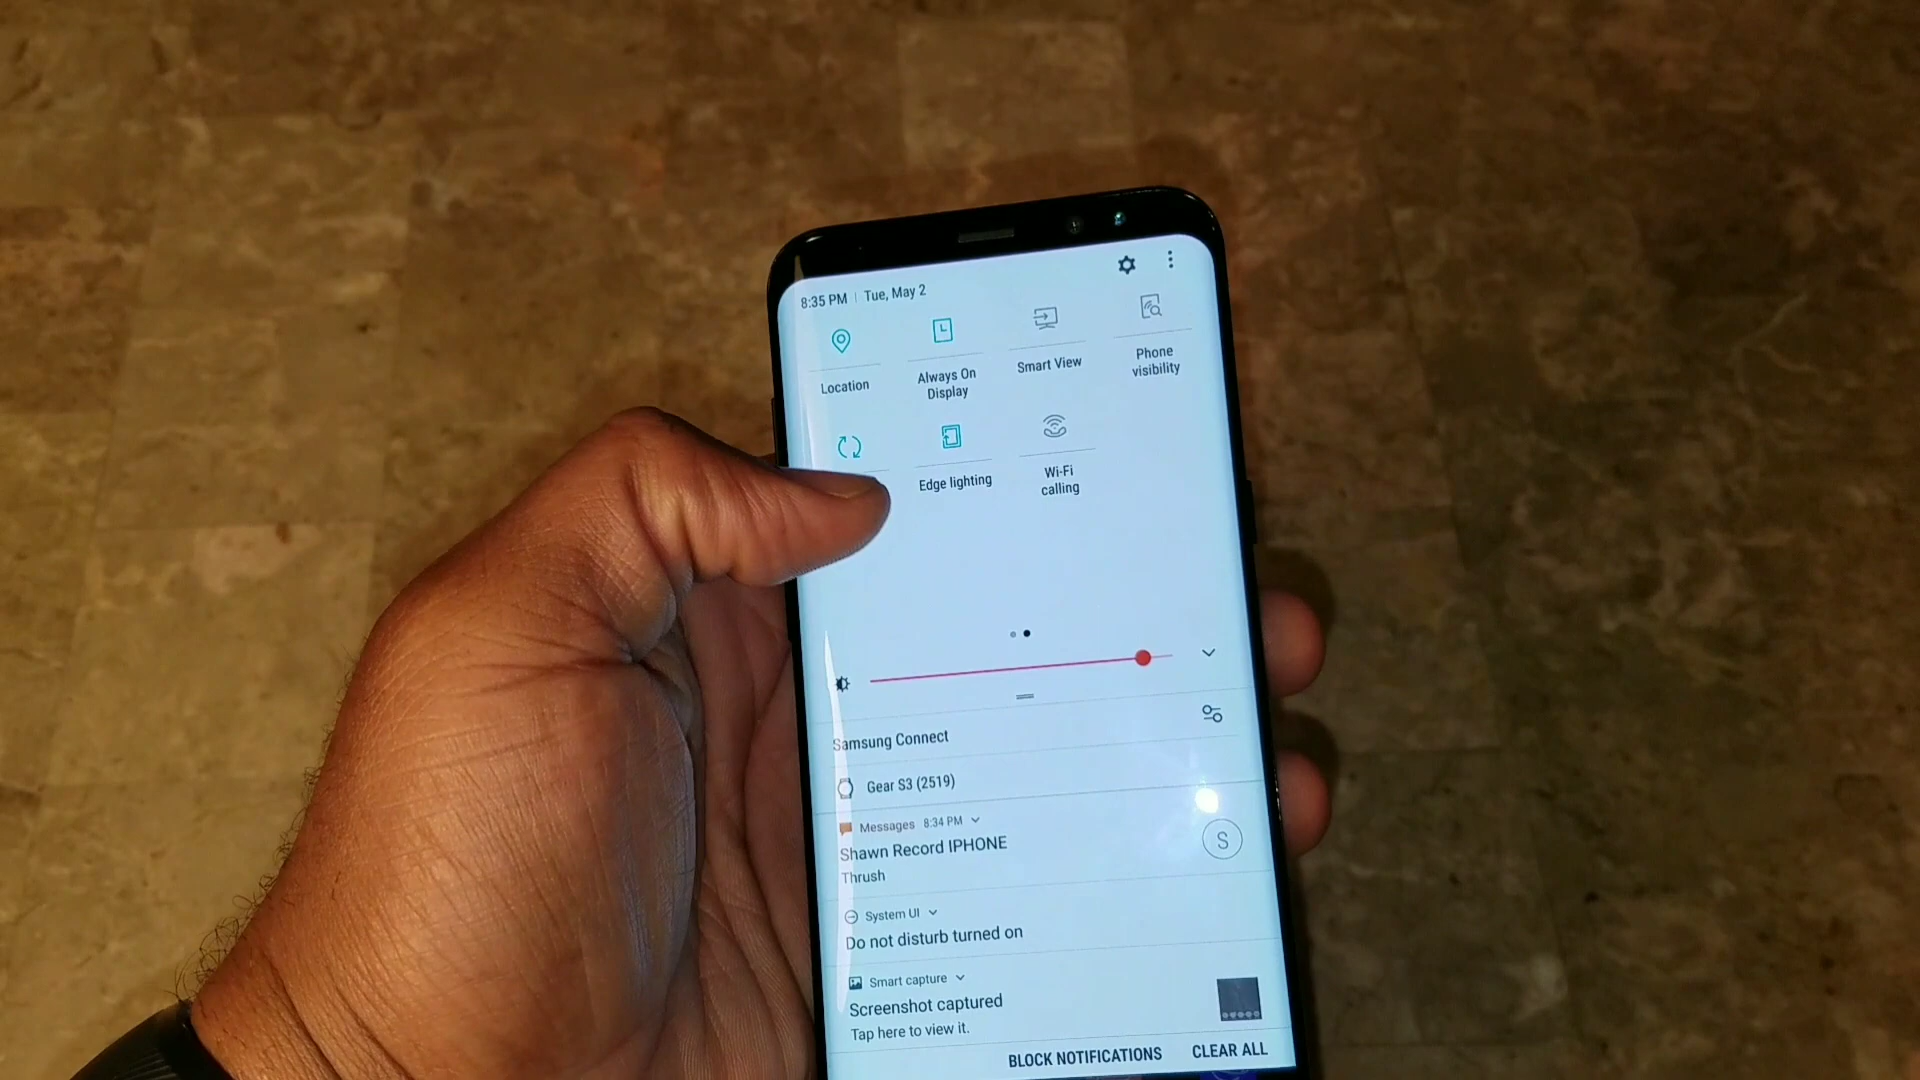 8:35 PM | Tue, May 2
Location
Always On
Display
Smart View
Phone
visibility
Edge lighting
Wi-Fi
calling
Samsung Connect
Gear S3 (2519)
Messages 8:34 PM
Shawn Record IPHONE
Thrush
S
System UI
Do not disturb turned on
Smart capture
Screenshot captured
Tap here to view it.
BLOCK NOTIFICATIONS CLEAR ALL